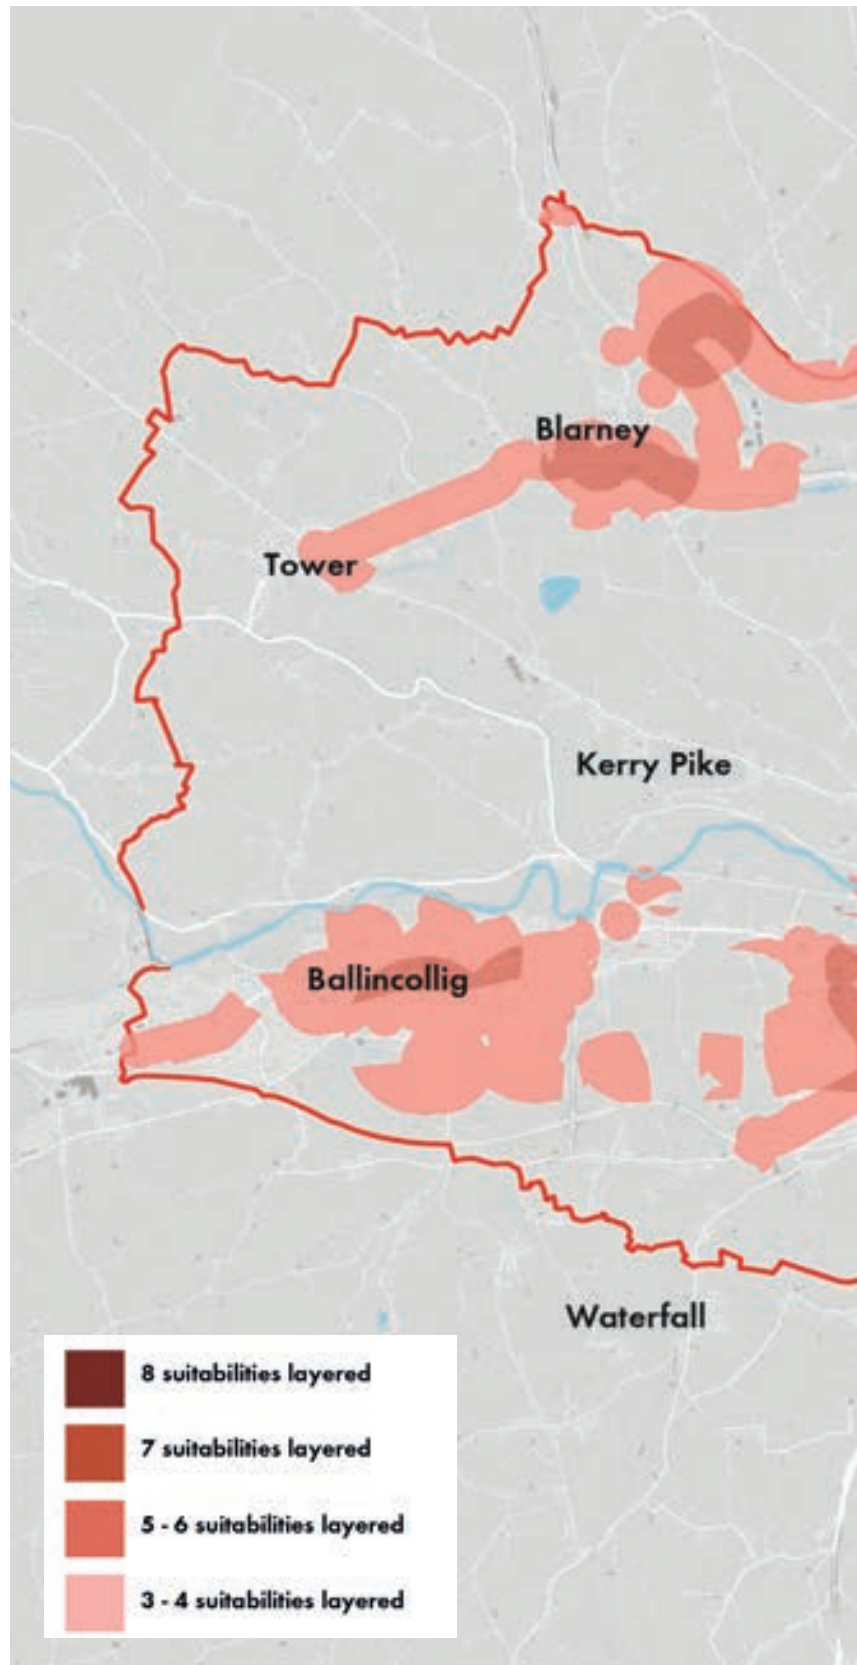 Blarney
Tower
Kerry Pike
Ballincollig
Waterfall
8 suitabilities layered
7 suitabilities layered
5 - 6 suitabilities layered
3 - 4 suitabilities layered